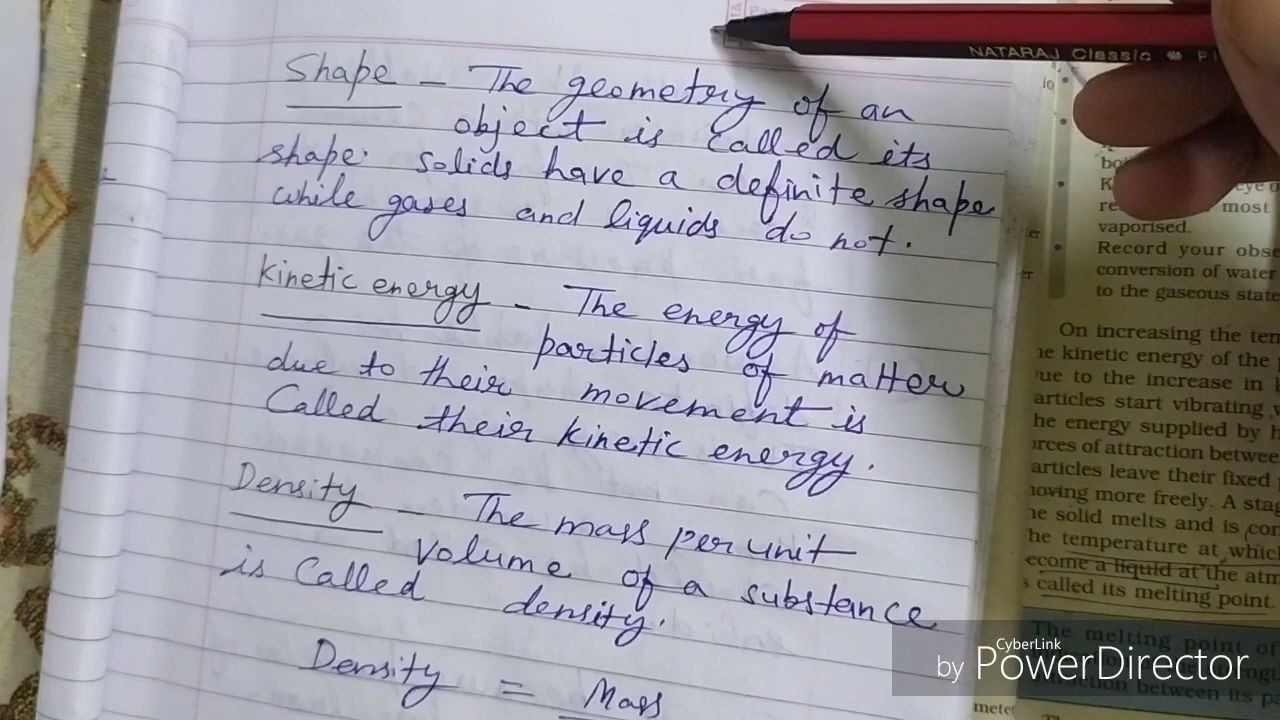 NATARAJ Classic
Shape - The geometry of an
object is called its
shape. Solids have a definite shape
while gases and liquids do not.
Kinetic energy - The energy of
particles of matter
due to their movement is
Called their kinetic energy.
Density - The mass per unit
volume of a substance
is Called density.
Density = Mass
most
vaporised.
Record your obse
conversion of water
to the gaseous state
On increasing the ten
kinetic energy of the
ue to the increase in
articles start vibrating
he energy supplied by h
rces of attraction betwee
articles leave their fixed
oving more freely. A stag
e solid melts and is con
he temperature at which
ecome a liquid at the atm
s called its melting point.
The melting point of
CyberLink
by PowerDirector